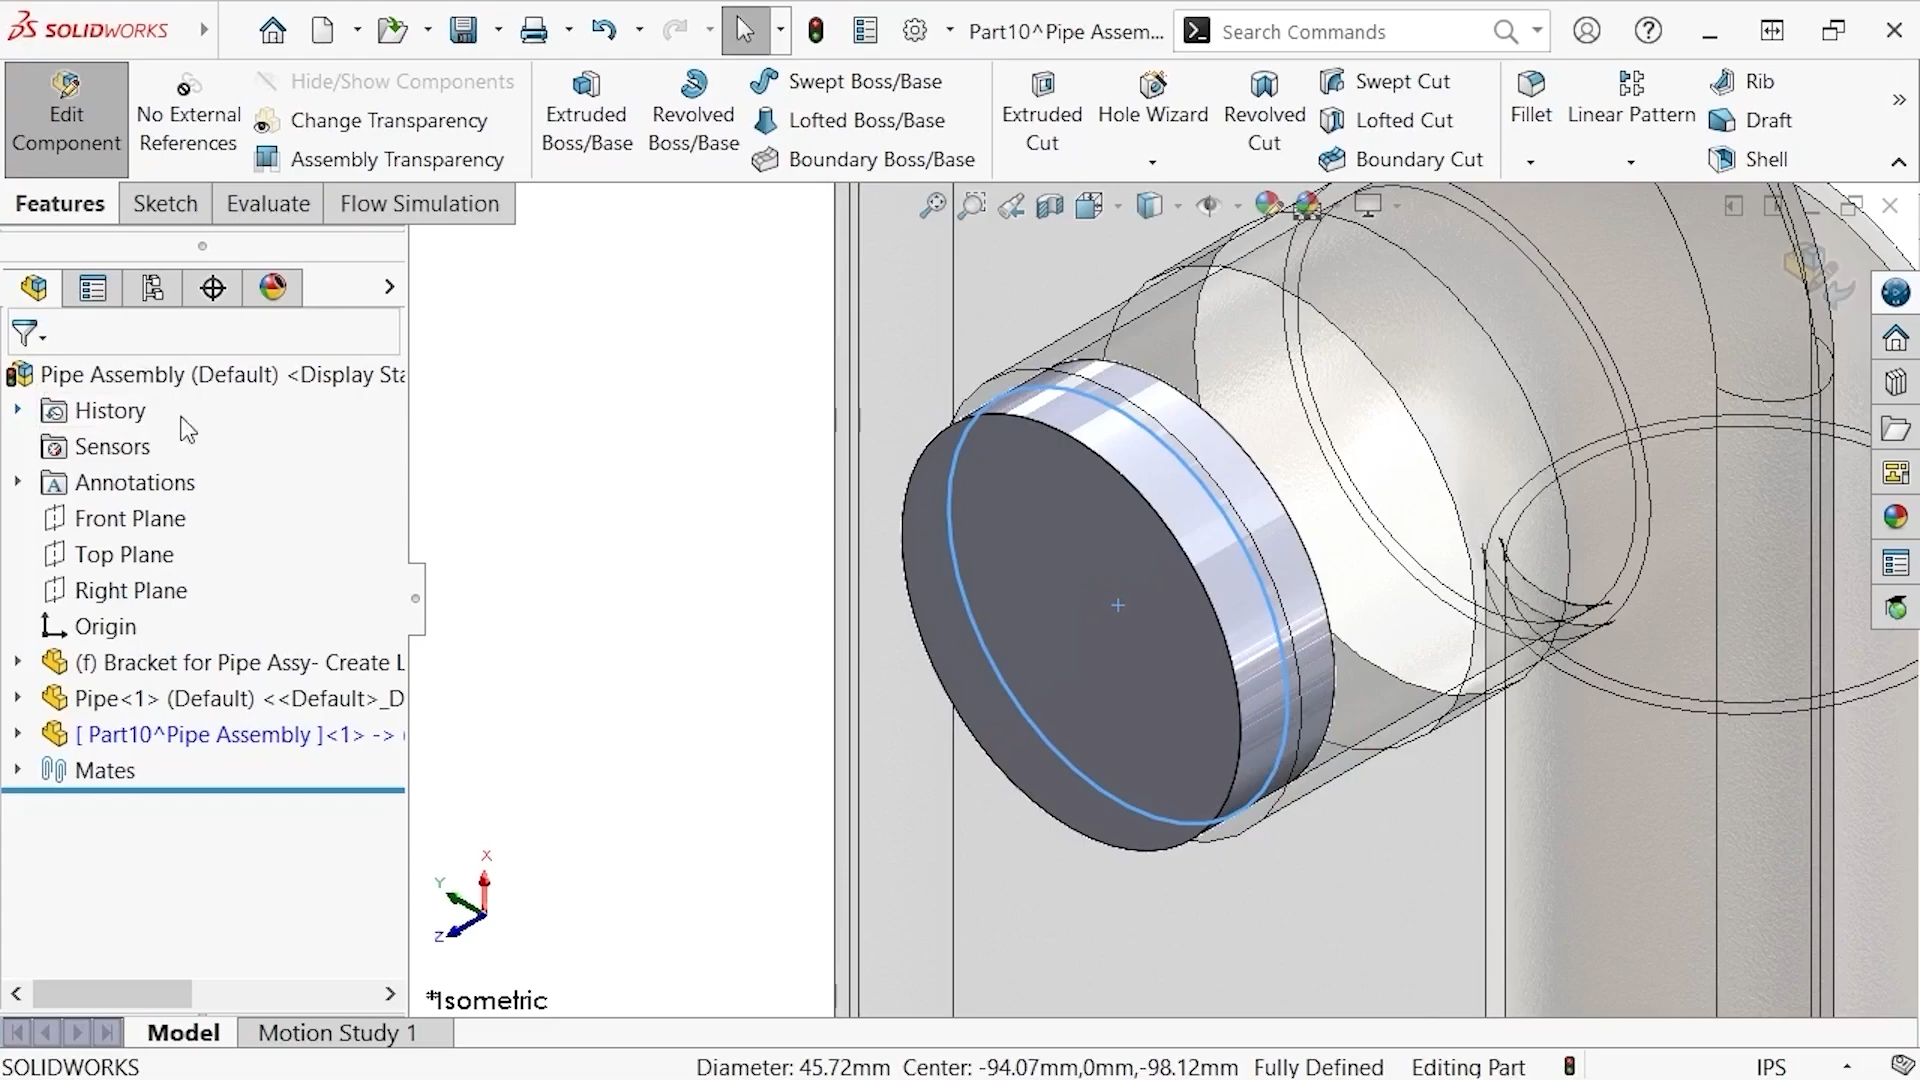 SOLIDWORKS
Part10^Pipe Assem...
Search Commands
Edit Component
No External References
Hide/Show Components
Change Transparency
Assembly Transparency
Extruded Boss/Base
Revolved Boss/Base
Swept Boss/Base
Lofted Boss/Base
Boundary Boss/Base
Extruded Cut
Hole Wizard
Revolved Cut
Swept Cut
Lofted Cut
Boundary Cut
Fillet
Linear Pattern
Rib
Draft
Shell
Features
Sketch
Evaluate
Flow Simulation
Pipe Assembly (Default) <Display Sta
History
Sensors
Annotations
Front Plane
Top Plane
Right Plane
Origin
(f) Bracket for Pipe Assy- Create L
Pipe<1> (Default) <<Default>_D
[ Part10^Pipe Assembly ]<1> -> (
Mates
X
Y
Z
*Isometric
Model
Motion Study 1
SOLIDWORKS
Diameter: 45.72mm Center: -94.07mm,0mm,-98.12mm Fully Defined
Editing Part
IPS